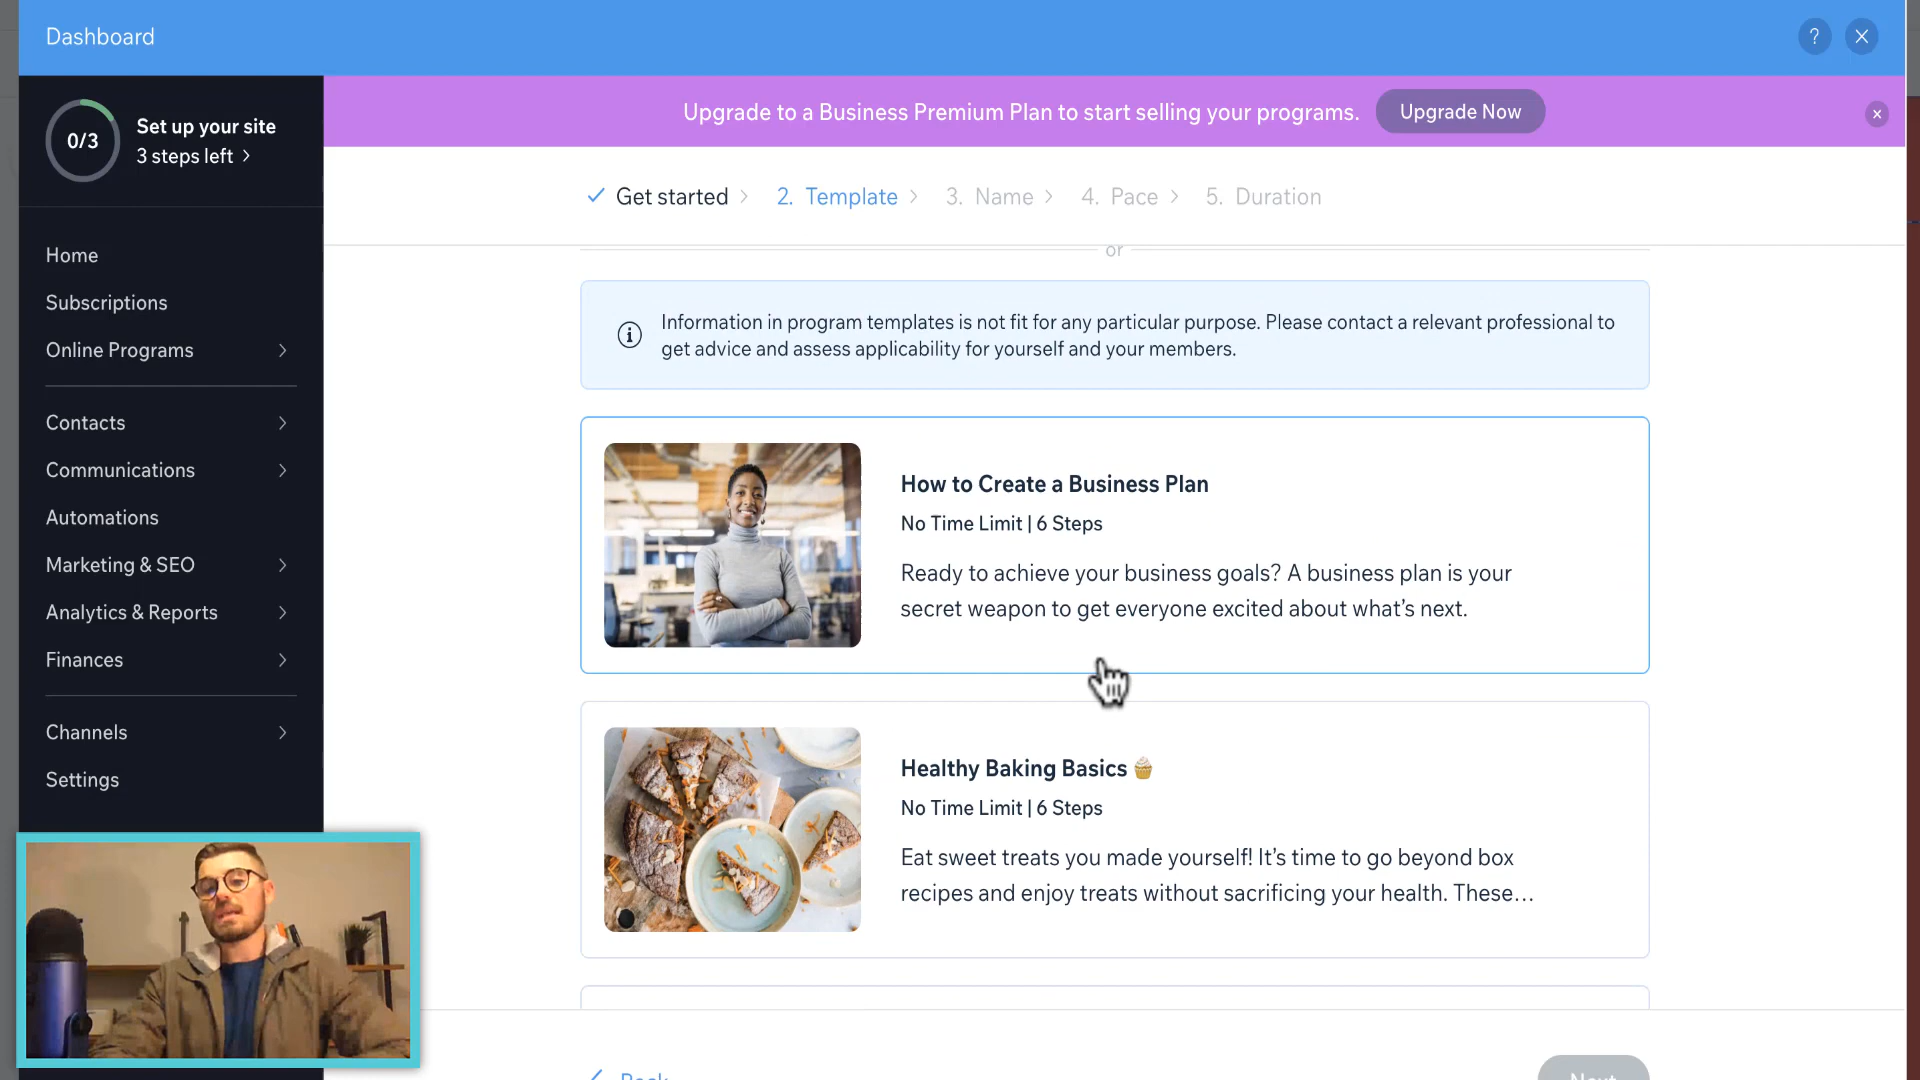 Dashboard
?
Upgrade to a Business Premium Plan to start selling your programs.
Upgrade Now
0/3
Set up your site
3 steps left
Get started
2. Template
3. Name
4. Pace
5. Duration
Home
Subscriptions
Online Programs
Contacts
Communications
Automations
Marketing & SEO
Analytics & Reports
Finances
Channels
Settings
or
Information in program templates is not fit for any particular purpose. Please contact a relevant professional to
get advice and assess applicability for yourself and your members.
How to Create a Business Plan
No Time Limit | 6 Steps
Ready to achieve your business goals? A business plan is your
secret weapon to get everyone excited about what's next.
Healthy Baking Basics 🧁
No Time Limit | 6 Steps
Eat sweet treats you made yourself! It's time to go beyond box
recipes and enjoy treats without sacrificing your health. These...
Back
Next